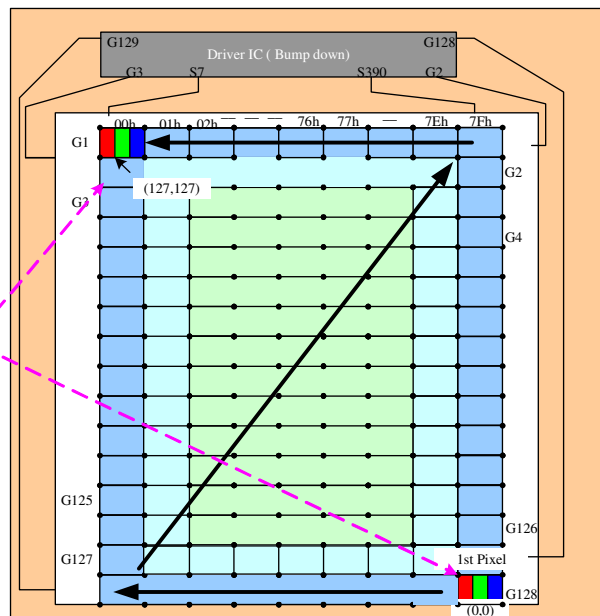 G129
Driver IC ( Bump down)
G128
G3
S7
S390
G2
00h
01h
02h
76h
77h
7Eh
7Fh
G1
G2
(127,127)
G3
G4
G125
G126
G127
1st Pixel
G128
(0,0)